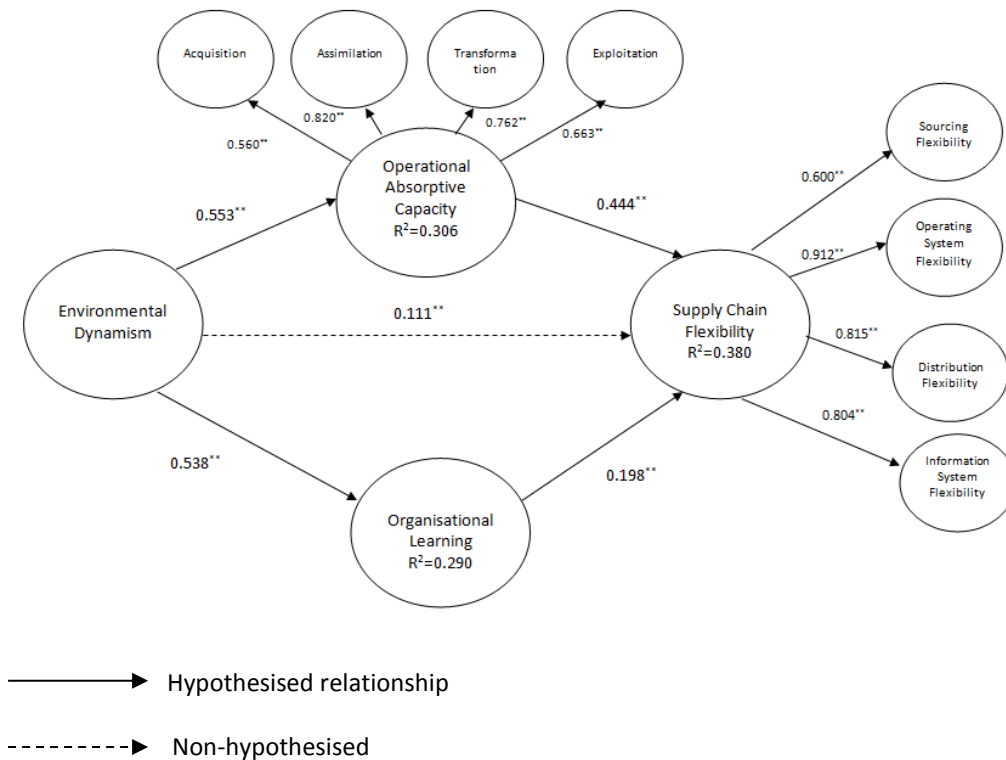 Acquisition
Assimilation
Transforma
tion
Exploitation
0.560**
0.820**
0.762**
0.663**
Operational
Absorptive
Capacity
R²=0.306
Sourcing
Flexibility
0.600**
0.553**
0.444**
Operating
System
Flexibility
0.912**
Environmental
Dynamism
0.111**
Supply Chain
Flexibility
R²=0.380
0.815**
Distribution
Flexibility
0.804**
0.538**
0.198**
Information
System
Flexibility
Organisational
Learning
R²=0.290
Hypothesised relationship
Non-hypothesised